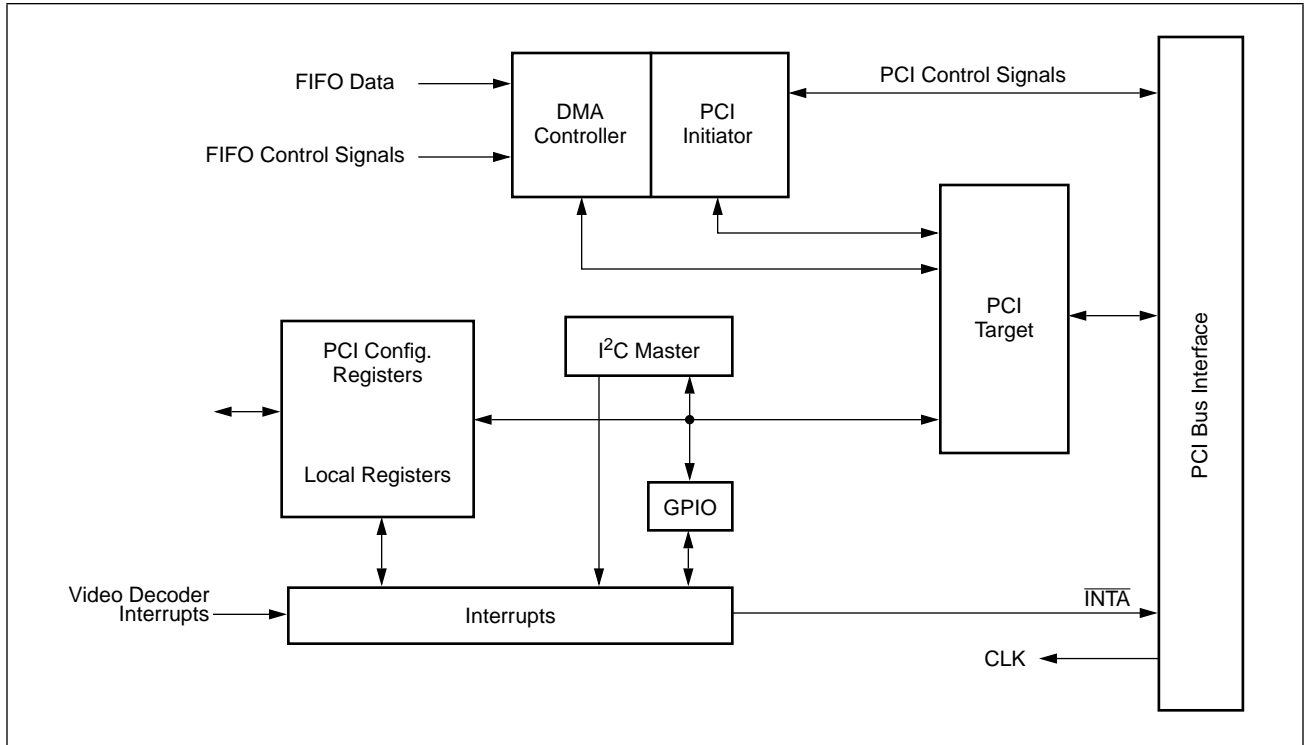 FIFO Data
FIFO Control Signals
DMA
Controller
PCI
Initiator
PCI Control Signals
PCI
Target
PCI Bus Interface
PCI Config.
Registers
Local Registers
I²C Master
GPIO
Video Decoder
Interrupts
Interrupts
I̅N̅T̅A̅
CLK